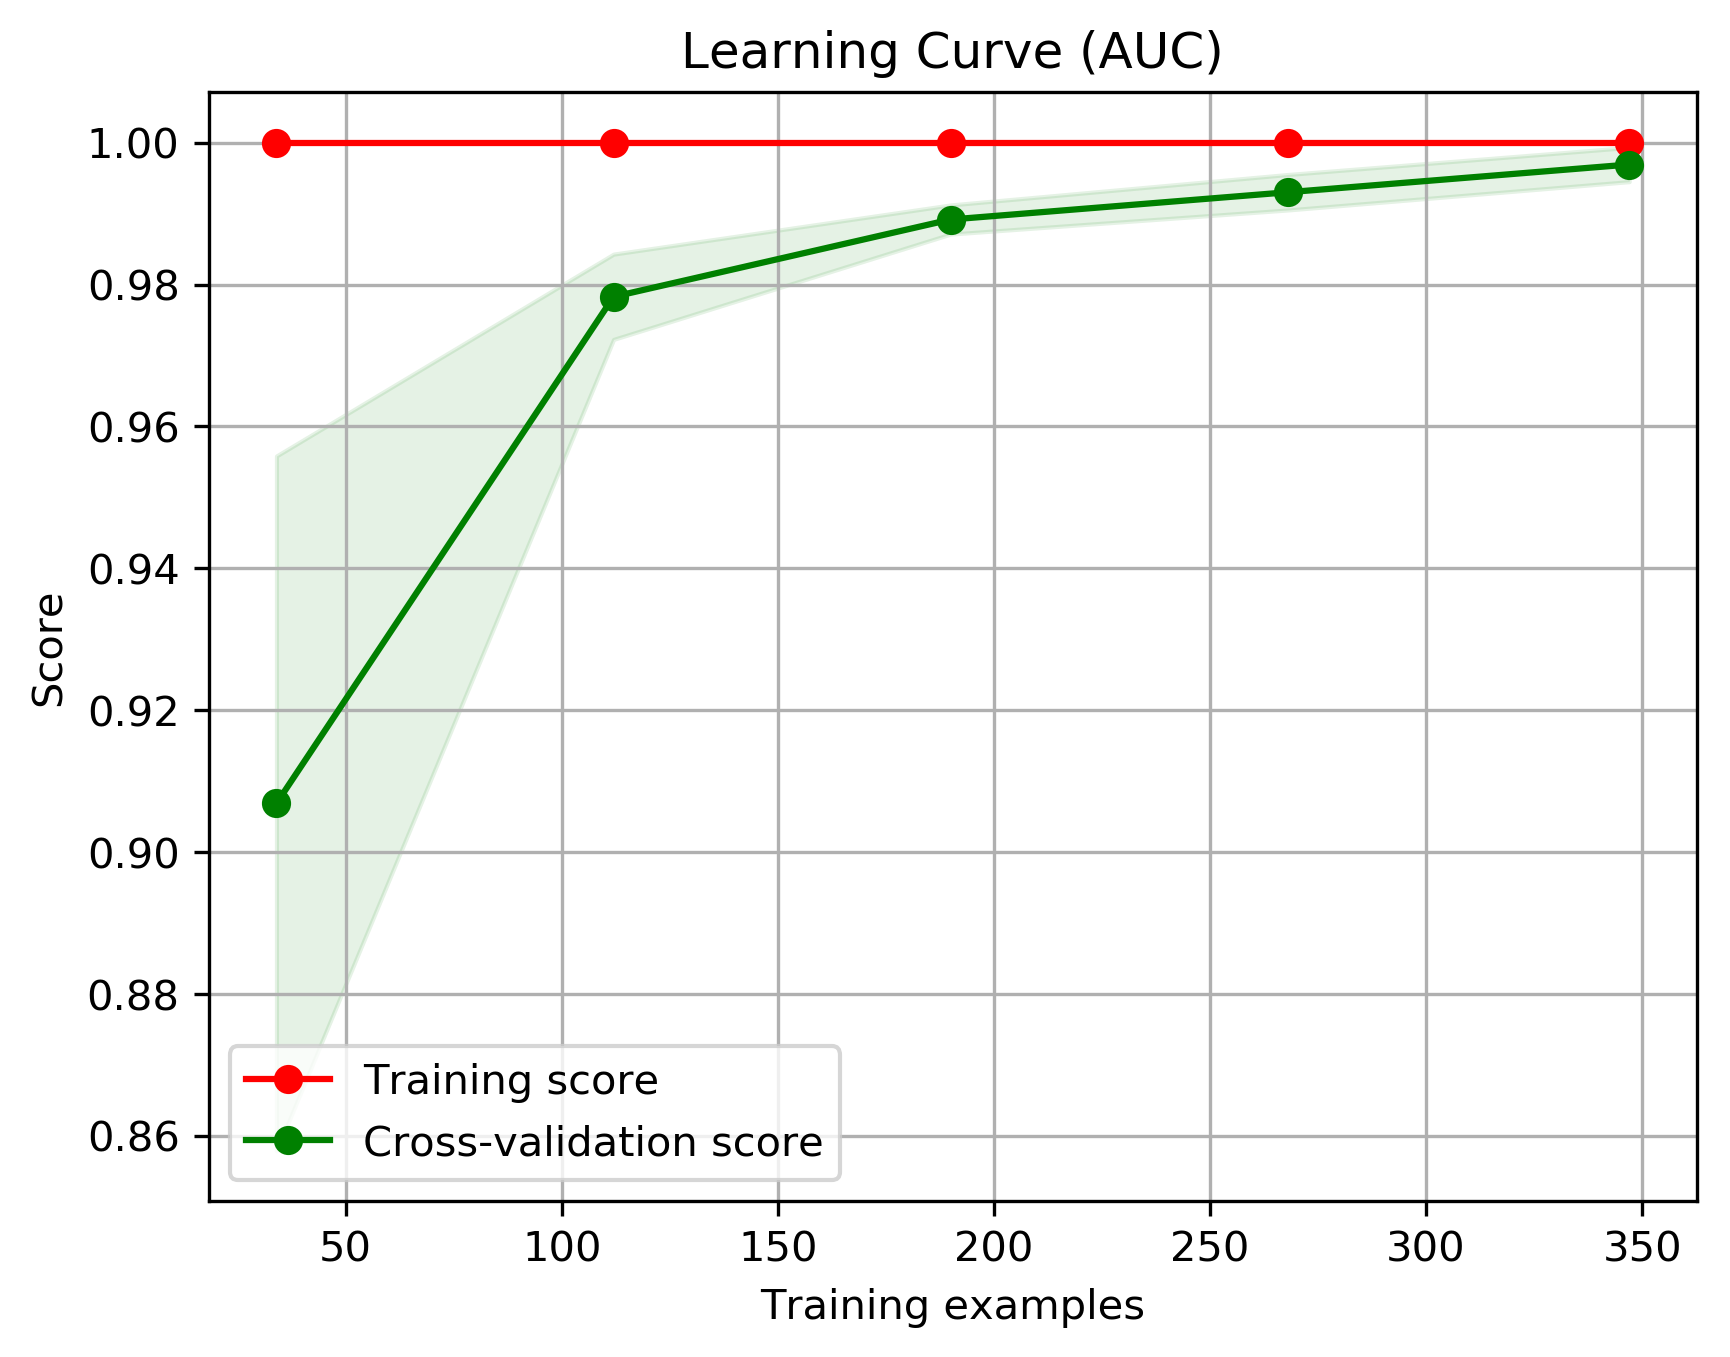 Learning Curve (AUC)
1.00
0.98
0.96
0.94
0.92
0.90
0.88
0.86
Score
Training score
Cross-validation score
50 100 150 200 250 300 350
Training examples